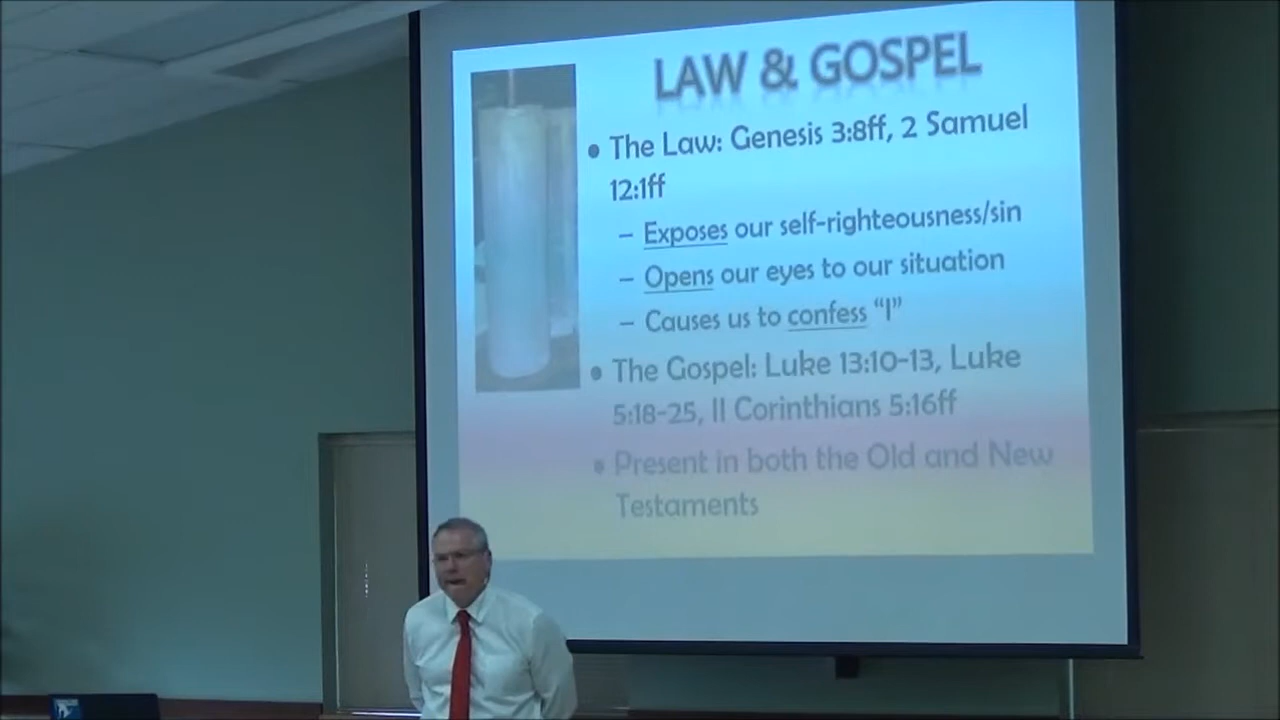 LAW & GOSPEL
• The Law: Genesis 3:8ff, 2 Samuel
12:1ff
– Exposes our self-righteousness/sin
– Opens our eyes to our situation
– Causes us to confess “I”
• The Gospel: Luke 13:10-13, Luke
5:18-25, II Corinthians 5:16ff
• Present in both the Old and New
Testaments